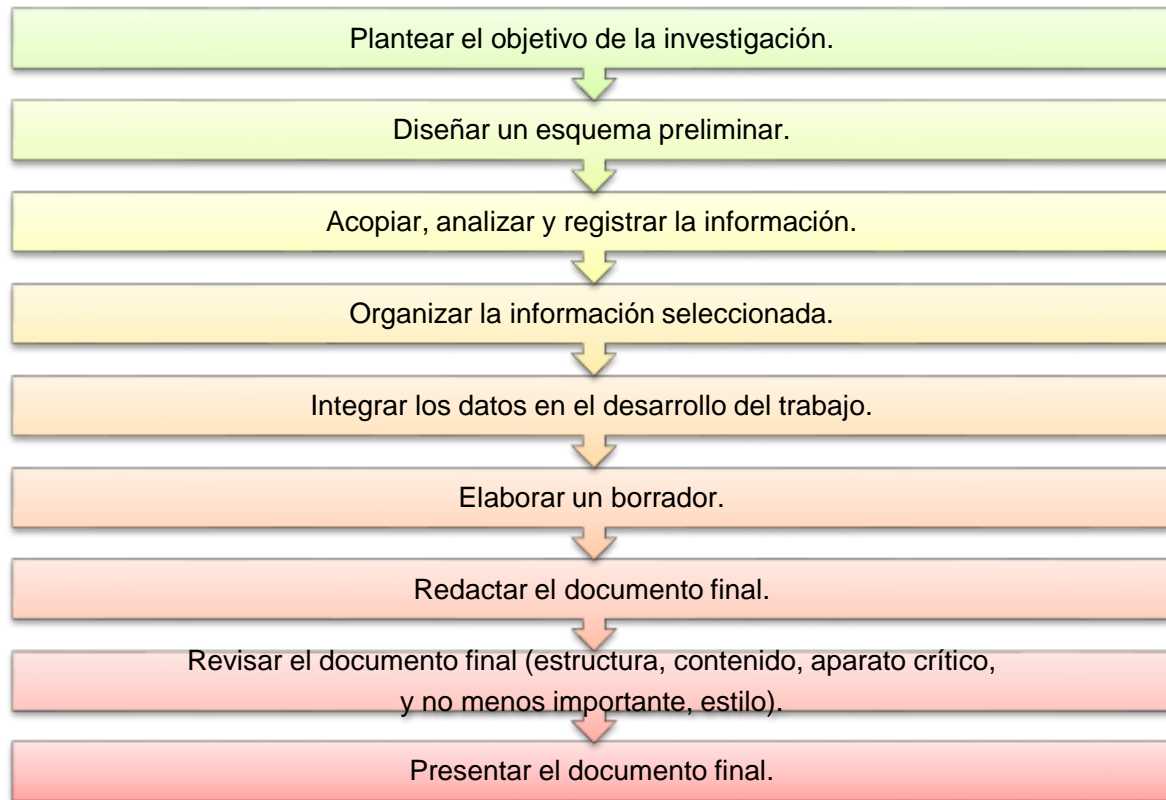 Plantear el objetivo de la investigación.
Diseñar un esquema preliminar.
Acopiar, analizar y registrar la información.
Organizar la información seleccionada.
Integrar los datos en el desarrollo del trabajo.
Elaborar un borrador.
Redactar el documento final.
Revisar el documento final (estructura, contenido, aparato crítico,
y no menos importante, estilo).
Presentar el documento final.